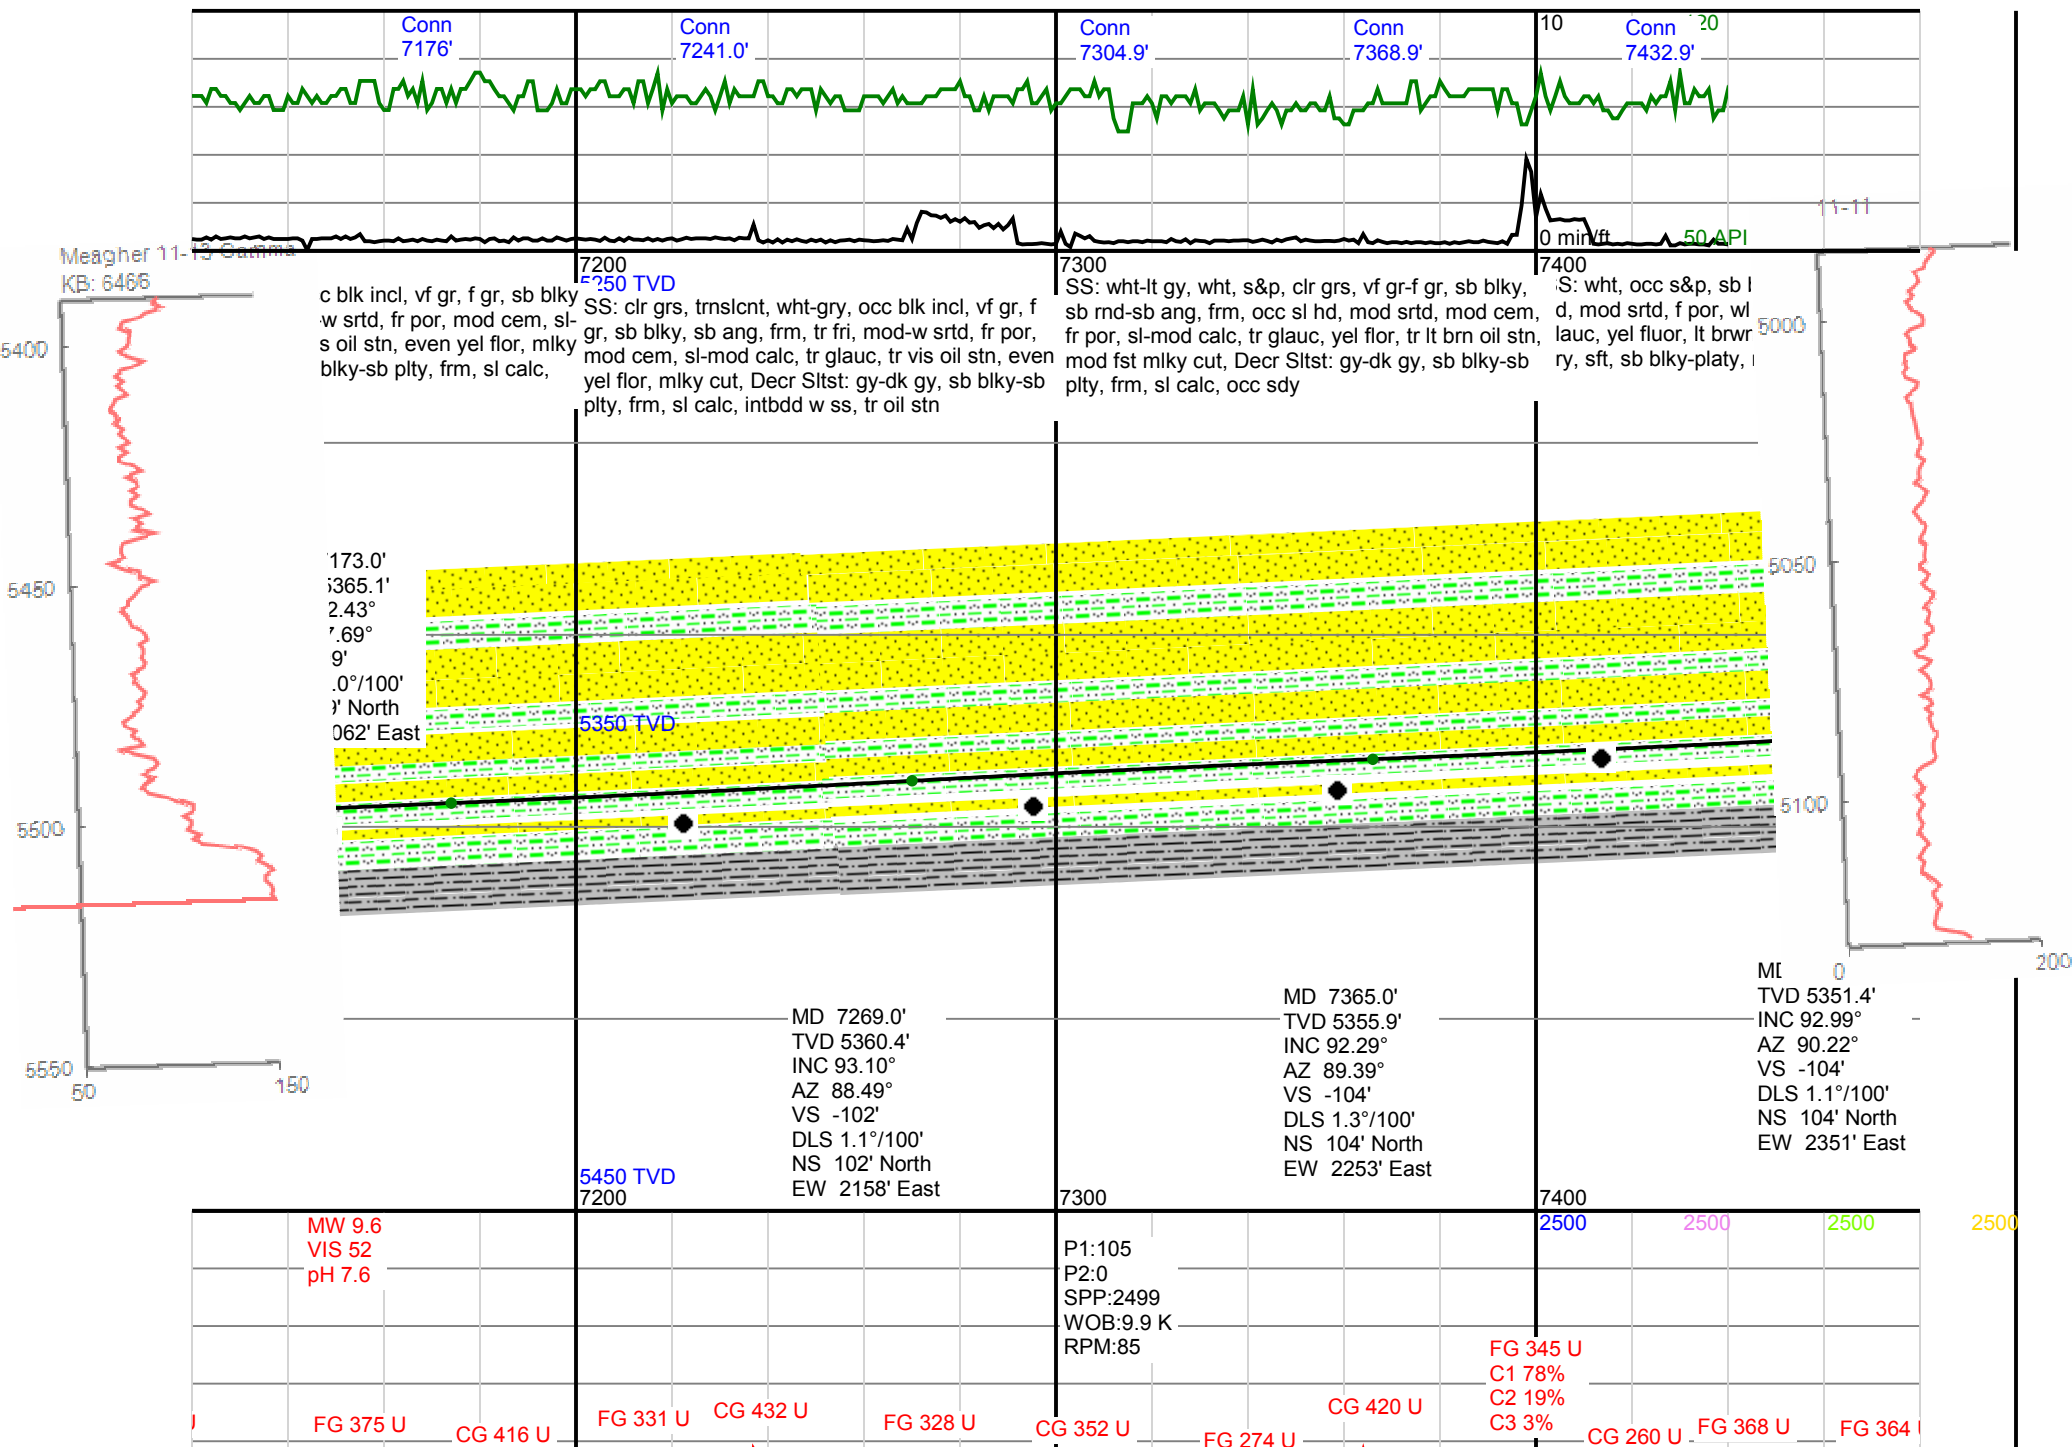 Conn
7176'
Conn
7241.0'
Conn
7304.9'
Conn
7368.9'
10
20
Conn
7432.9'
0 min/ft
50 API
11-11
Meagher 11-13 Gamma
KB: 6466
7200
7300
7400
5250 TVD
c blk incl, vf gr, f gr, sb blky
-w srtd, fr por, mod cem, sl-
s oil stn, even yel flor, mlky
blky-sb plty, frm, sl calc,
SS: clr grs, trnslcnt, wht-gry, occ blk incl, vf gr, f
gr, sb blky, sb ang, frm, tr fri, mod-w srtd, fr por,
mod cem, sl-mod calc, tr glauc, tr vis oil stn, even
yel flor, mlky cut, Decr Sltst: gy-dk gy, sb blky-sb
plty, frm, sl calc, intbdd w ss, tr oil stn
SS: wht-lt gy, wht, s&p, clr grs, vf gr-f gr, sb blky,
sb rnd-sb ang, frm, occ sl hd, mod srtd, mod cem,
fr por, sl-mod calc, tr glauc, yel flor, tr lt brn oil stn,
mod fst mlky cut, Decr Sltst: gy-dk gy, sb blky-sb
plty, frm, sl calc, occ sdy
S: wht, occ s&p, sb
d, mod srtd, f por,
lauc, yel fluor, lt brwn
ry, sft, sb blky-platy,
5400
5450
5500
5550
50
150
5000
5050
5100
0
200
173.0'
5365.1'
2.43°
7.69°
9'
.0°/100'
9' North
062' East
5350 TVD
MD 7269.0'
TVD 5360.4'
INC 93.10°
AZ 88.49°
VS -102'
DLS 1.1°/100'
NS 102' North
EW 2158' East
MD 7365.0'
TVD 5355.9'
INC 92.29°
AZ 89.39°
VS -104'
DLS 1.3°/100'
NS 104' North
EW 2253' East
MD
TVD 5351.4'
INC 92.99°
AZ 90.22°
VS -104'
DLS 1.1°/100'
NS 104' North
EW 2351' East
5450 TVD
7200
7300
7400
2500
2500
2500
2500
MW 9.6
VIS 52
pH 7.6
P1:105
P2:0
SPP:2499
WOB:9.9 K
RPM:85
FG 345 U
C1 78%
C2 19%
C3 3%
FG 375 U
CG 416 U
FG 331 U
CG 432 U
FG 328 U
CG 352 U
FG 274 U
CG 420 U
CG 260 U
FG 368 U
FG 364